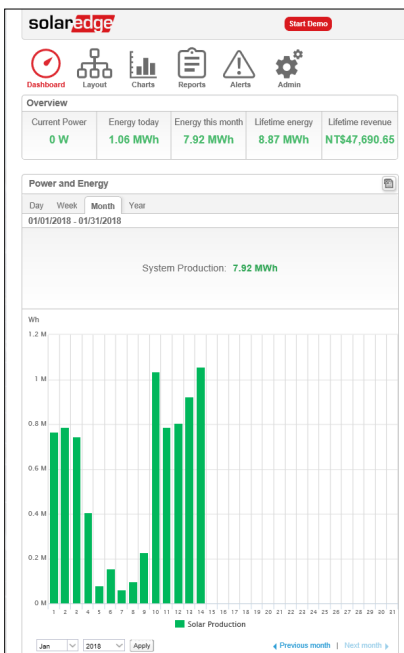 solaredge
Start Demo
Dashboard Layout Charts Reports Alerts Admin
Overview
Current Power Energy today Energy this month Lifetime energy Lifetime revenue
0 W 1.06 MWh 7.92 MWh 8.87 MWh NT$47,690.65
Power and Energy
Day Week Month Year
01/01/2018 - 01/31/2018
System Production: 7.92 MWh
Wh
1.2 M
1 M
0.8 M
0.6 M
0.4 M
0.2 M
0 M
1 2 3 4 5 6 7 8 9 10 11 12 13 14 15 16 17 18 19 20 21 22 23 24 25 26 27 28 29 30 31
Solar Production
Jan 2018 Apply Previous month | Next month